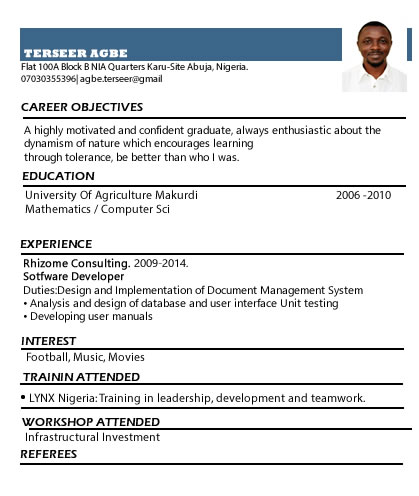 TERSEER AGBE
Flat 100A Block B NIA Quarters Karu-Site Abuja, Nigeria.
07030355396| agbe.terseer@gmail
CAREER OBJECTIVES
A highly motivated and confident graduate, always enthusiastic about the
dynamism of nature which encourages learning
through tolerance, be better than who I was.
EDUCATION
University Of Agriculture Makurdi 2006 -2010
Mathematics / Computer Sci
EXPERIENCE
Rhizome Consulting. 2009-2014.
Sotfware Developer
Duties:Design and Implementation of Document Management System
• Analysis and design of database and user interface Unit testing
• Developing user manuals
INTEREST
Football, Music, Movies
TRAININ ATTENDED
• LYNX Nigeria: Training in leadership, development and teamwork.
WORKSHOP ATTENDED
Infrastructural Investment
REFEREES